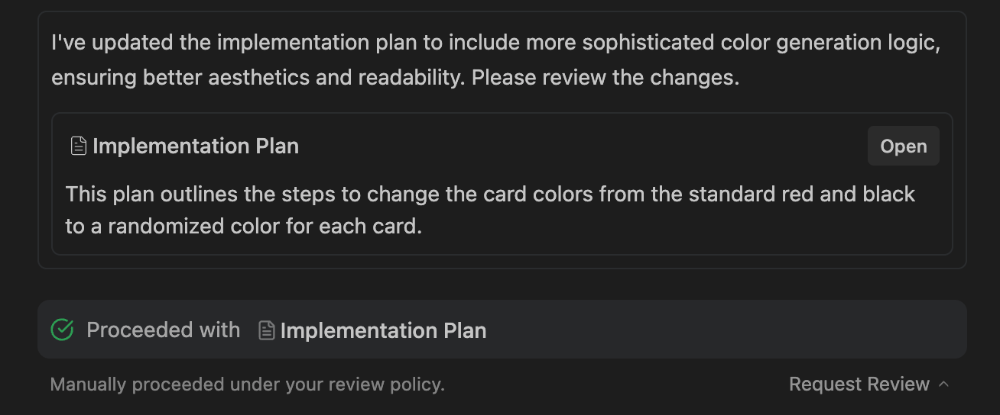 I've updated the implementation plan to include more sophisticated color generation logic,
ensuring better aesthetics and readability. Please review the changes.
Implementation Plan
Open
This plan outlines the steps to change the card colors from the standard red and black
to a randomized color for each card.
Proceeded with Implementation Plan
Manually proceeded under your review policy.
Request Review